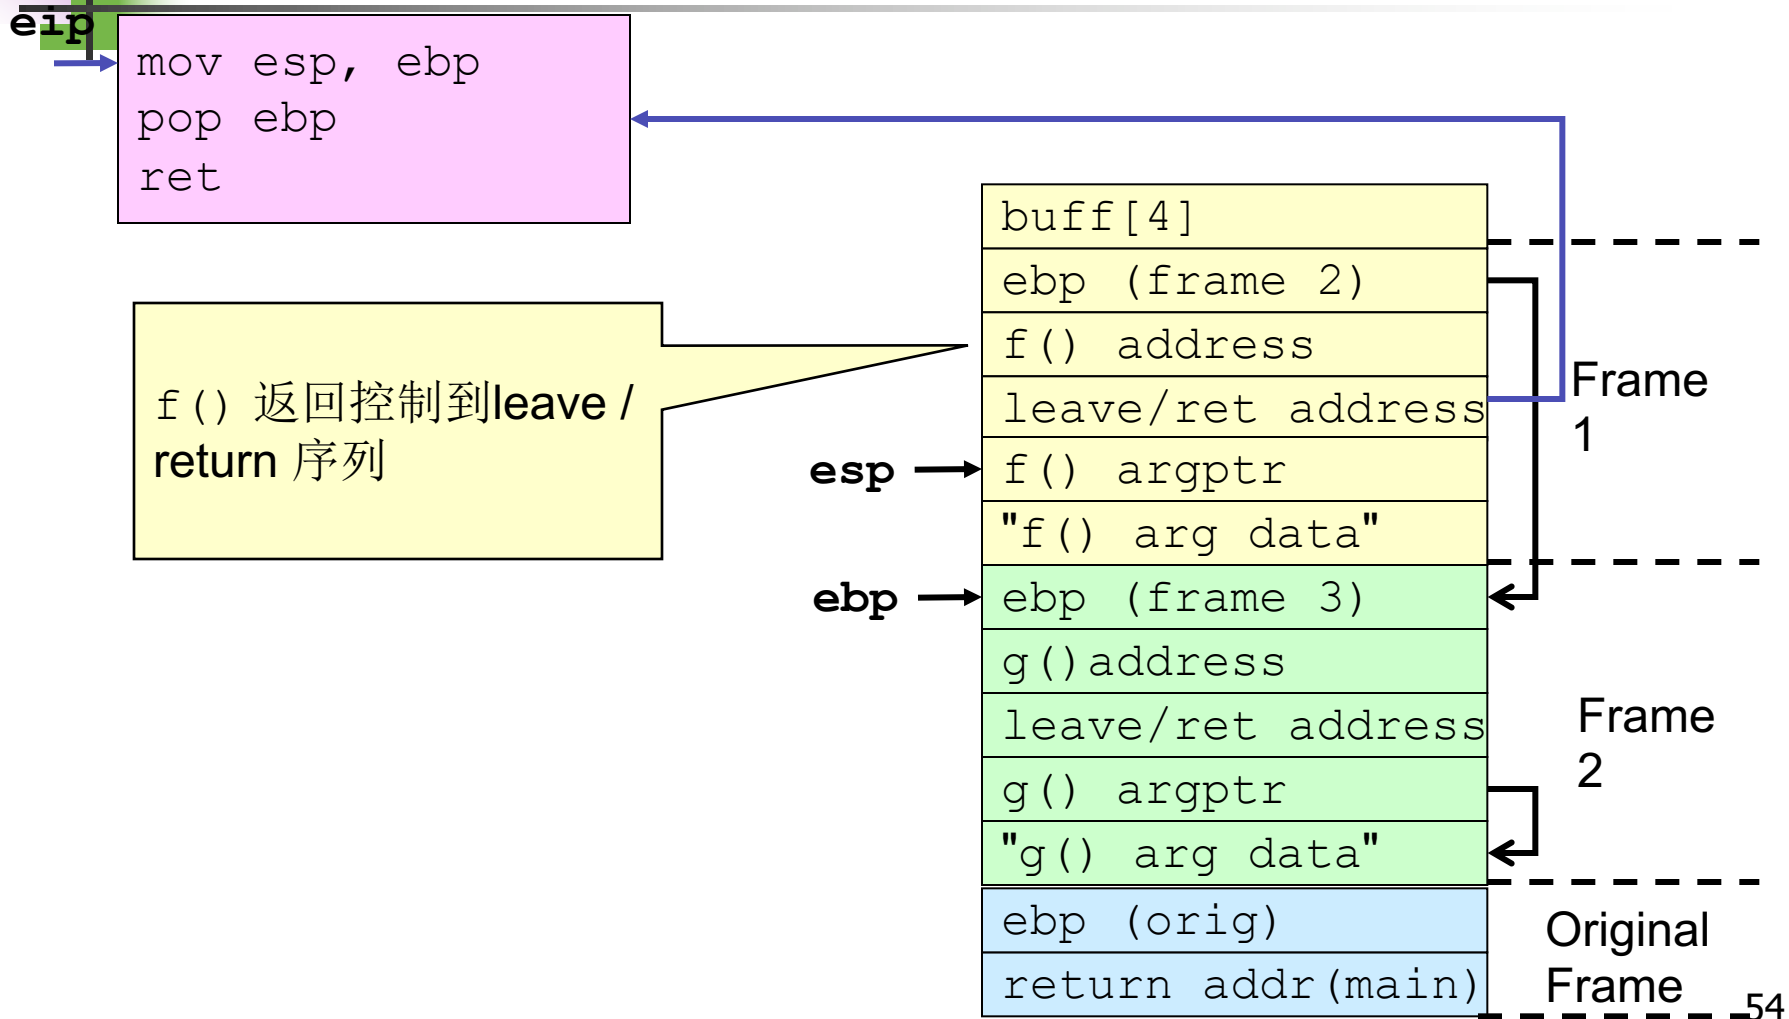 eip
mov esp, ebp
pop ebp
ret
f() 返回控制到leave /
return 序列
esp
ebp
buff[4]
ebp (frame 2)
f() address
leave/ret address
f() argptr
"f() arg data"
ebp (frame 3)
g()address
leave/ret address
g() argptr
"g() arg data"
ebp (orig)
return addr(main)
Frame
1
Frame
2
Original
Frame
54